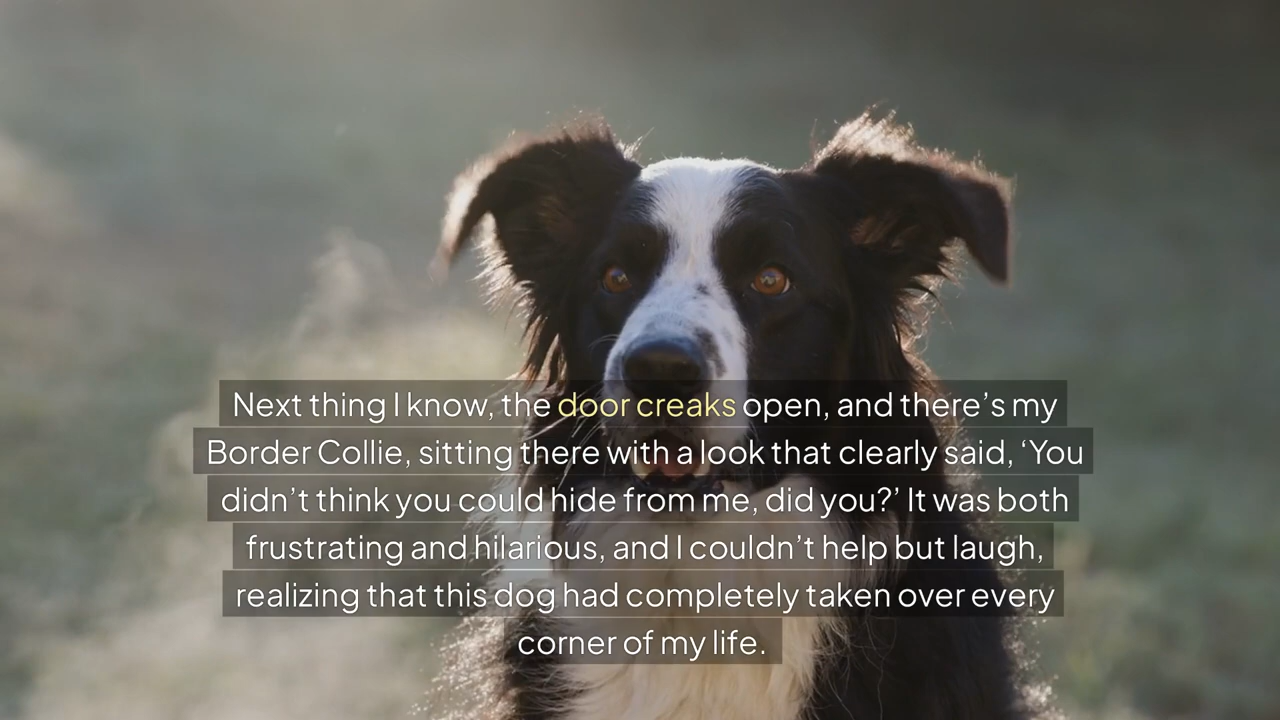 Next thing I know, the door creaks open, and there’s my
Border Collie, sitting there with a look that clearly said, ‘You
didn’t think you could hide from me, did you?’ It was both
frustrating and hilarious, and I couldn’t help but laugh,
realizing that this dog had completely taken over every
corner of my life.